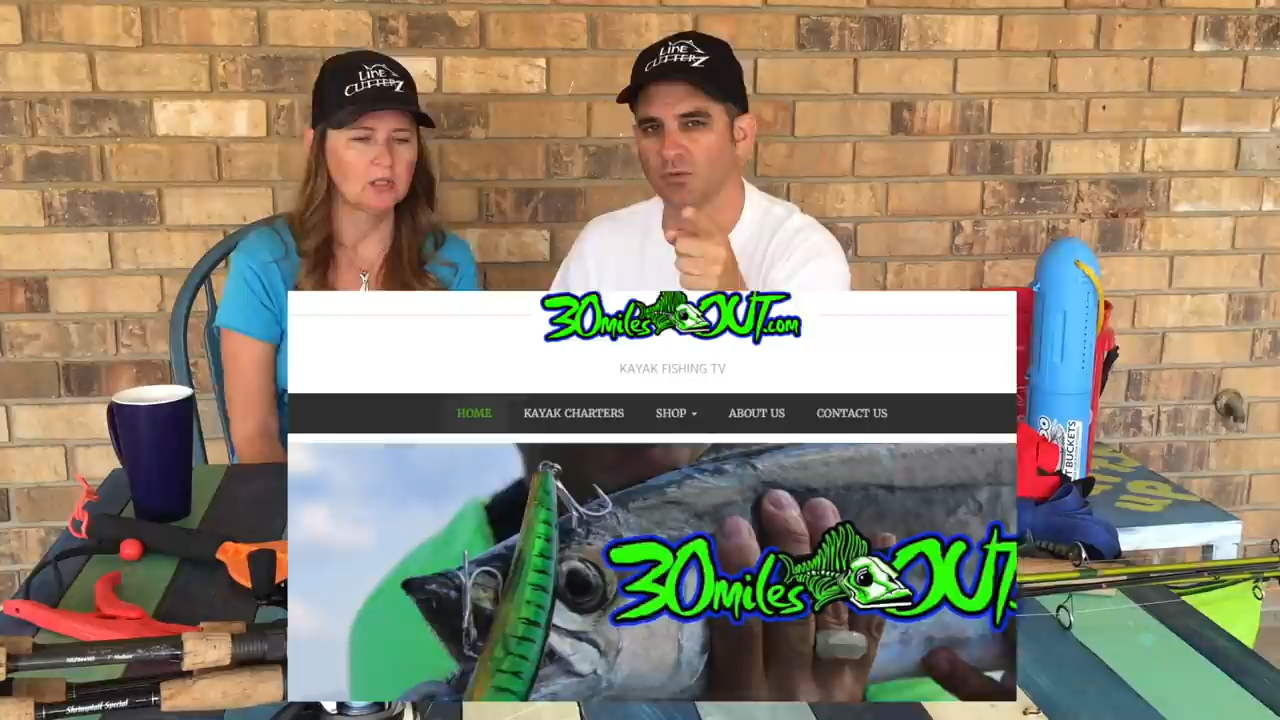 LINE
CUTTERZ
LINE
CUTTERZ
30milesOUT.com
KAYAK FISHING TV
HOME KAYAK CHARTERS SHOP ABOUT US CONTACT US
30milesOUT.
BUCKETS
up
Shrimptail Special